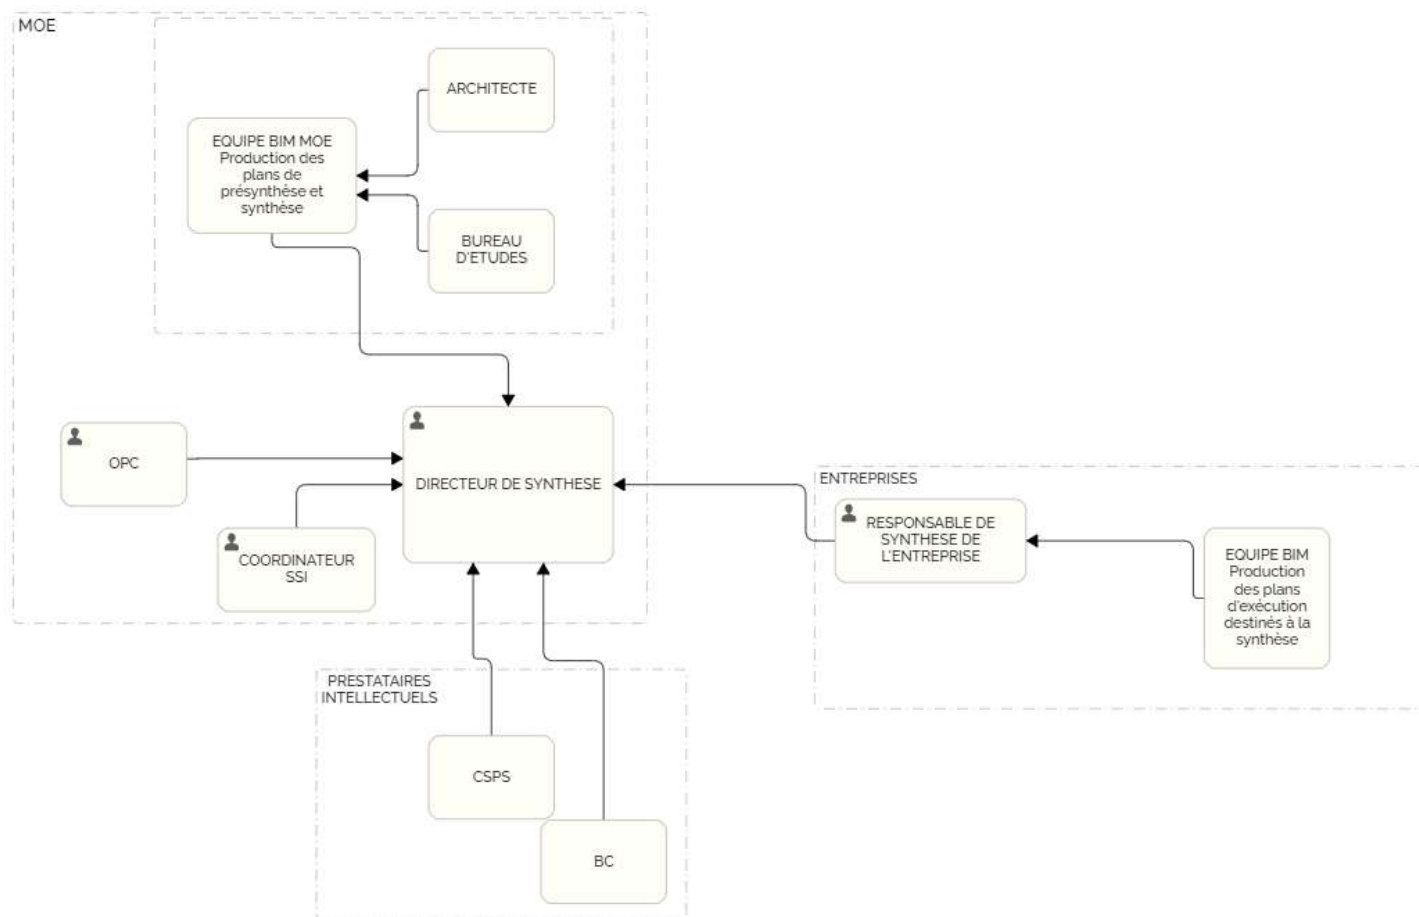 MOE
ARCHITECTE
EQUIPE BIM MOE
Production des
plans de
présynthèse et
synthèse
BUREAU
D'ETUDES
OPC
DIRECTEUR DE SYNTHESE
COORDINATEUR
SSI
ENTREPRISES
RESPONSABLE DE
SYNTHESE DE
L'ENTREPRISE
EQUIPE BIM
Production
des plans
d'exécution
destinés à la
synthèse
PRESTATAIRES
INTELLECTUELS
CSPS
BC